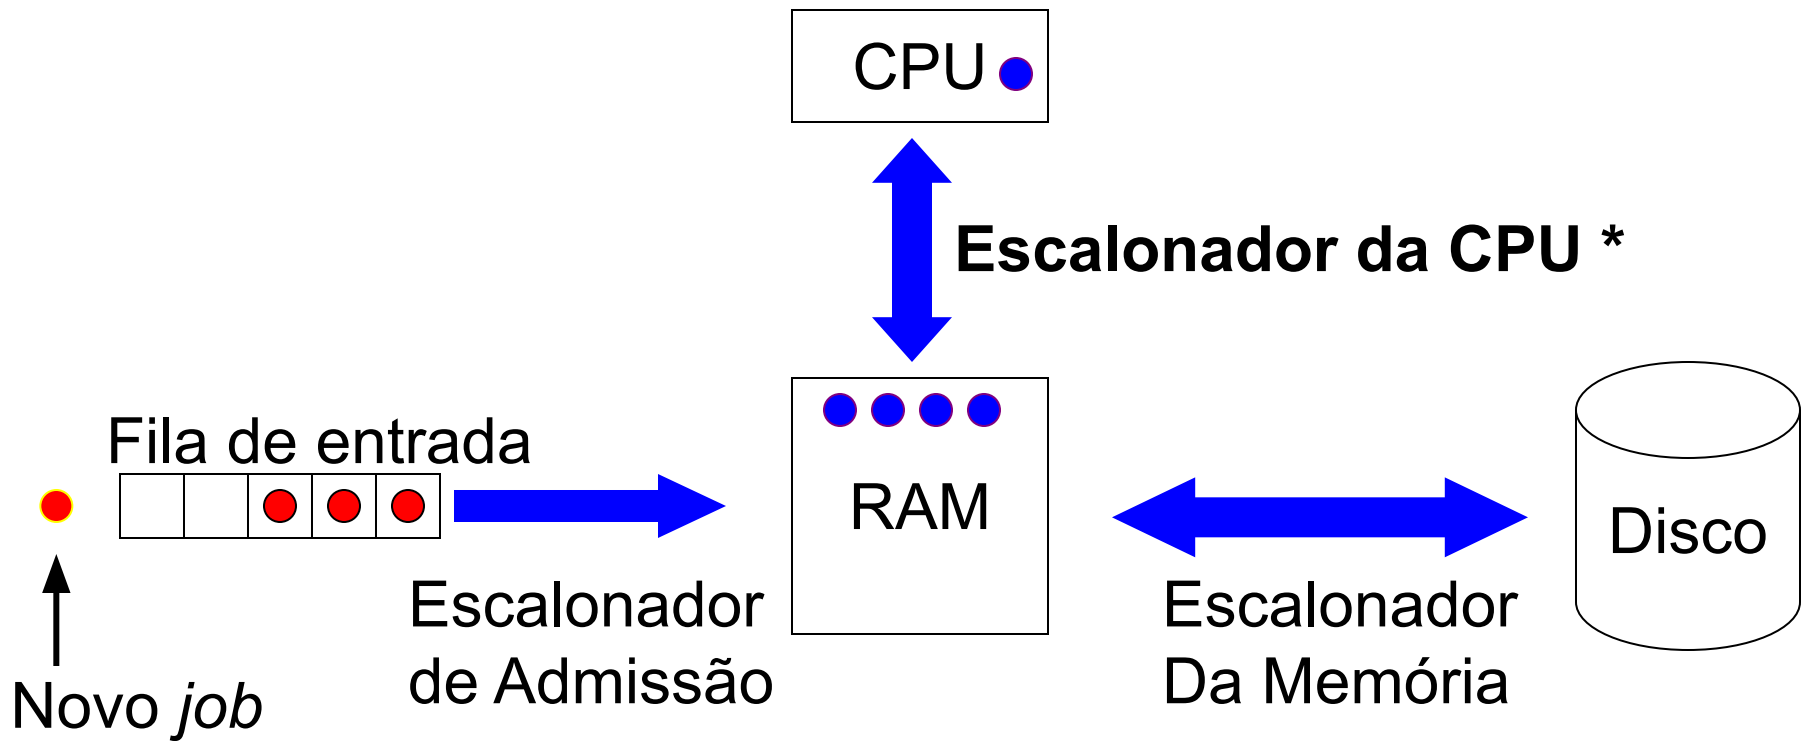 CPU
Escalonador da CPU *
Fila de entrada
RAM
Disco
Escalonador
de Admissão
Escalonador
Da Memória
Novo job